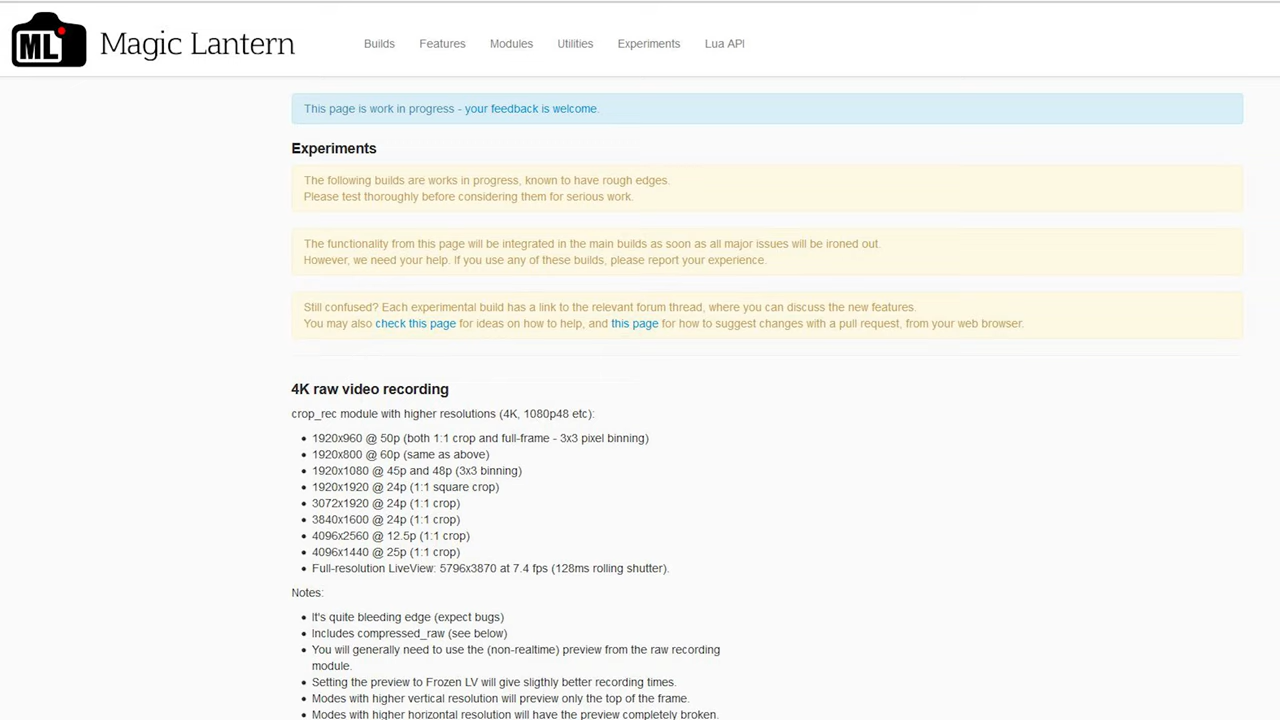 ML Magic Lantern Builds Features Modules Utilities Experiments Lua API
This page is work in progress - your feedback is welcome.
Experiments
The following builds are works in progress, known to have rough edges.
Please test thoroughly before considering them for serious work.
The functionality from this page will be integrated in the main builds as soon as all major issues will be ironed out.
However, we need your help. If you use any of these builds, please report your experience.
Still confused? Each experimental build has a link to the relevant forum thread, where you can discuss the new features.
You may also check this page for ideas on how to help, and this page for how to suggest changes with a pull request, from your web browser.
4K raw video recording
crop_rec module with higher resolutions (4K, 1080p48 etc):
• 1920x960 @ 50p (both 1:1 crop and full-frame - 3x3 pixel binning)
• 1920x800 @ 60p (same as above)
• 1920x1080 @ 45p and 48p (3x3 binning)
• 1920x1920 @ 24p (1:1 square crop)
• 3072x1920 @ 24p (1:1 crop)
• 3840x1600 @ 24p (1:1 crop)
• 4096x2560 @ 12.5p (1:1 crop)
• 4096x1440 @ 25p (1:1 crop)
• Full-resolution LiveView: 5796x3870 at 7.4 fps (128ms rolling shutter).
Notes:
• It's quite bleeding edge (expect bugs)
• Includes compressed_raw (see below)
• You will generally need to use the (non-realtime) preview from the raw recording
module.
• Setting the preview to Frozen LV will give sligthly better recording times.
• Modes with higher vertical resolution will preview only the top of the frame.
• Modes with higher horizontal resolution will have the preview completely broken.